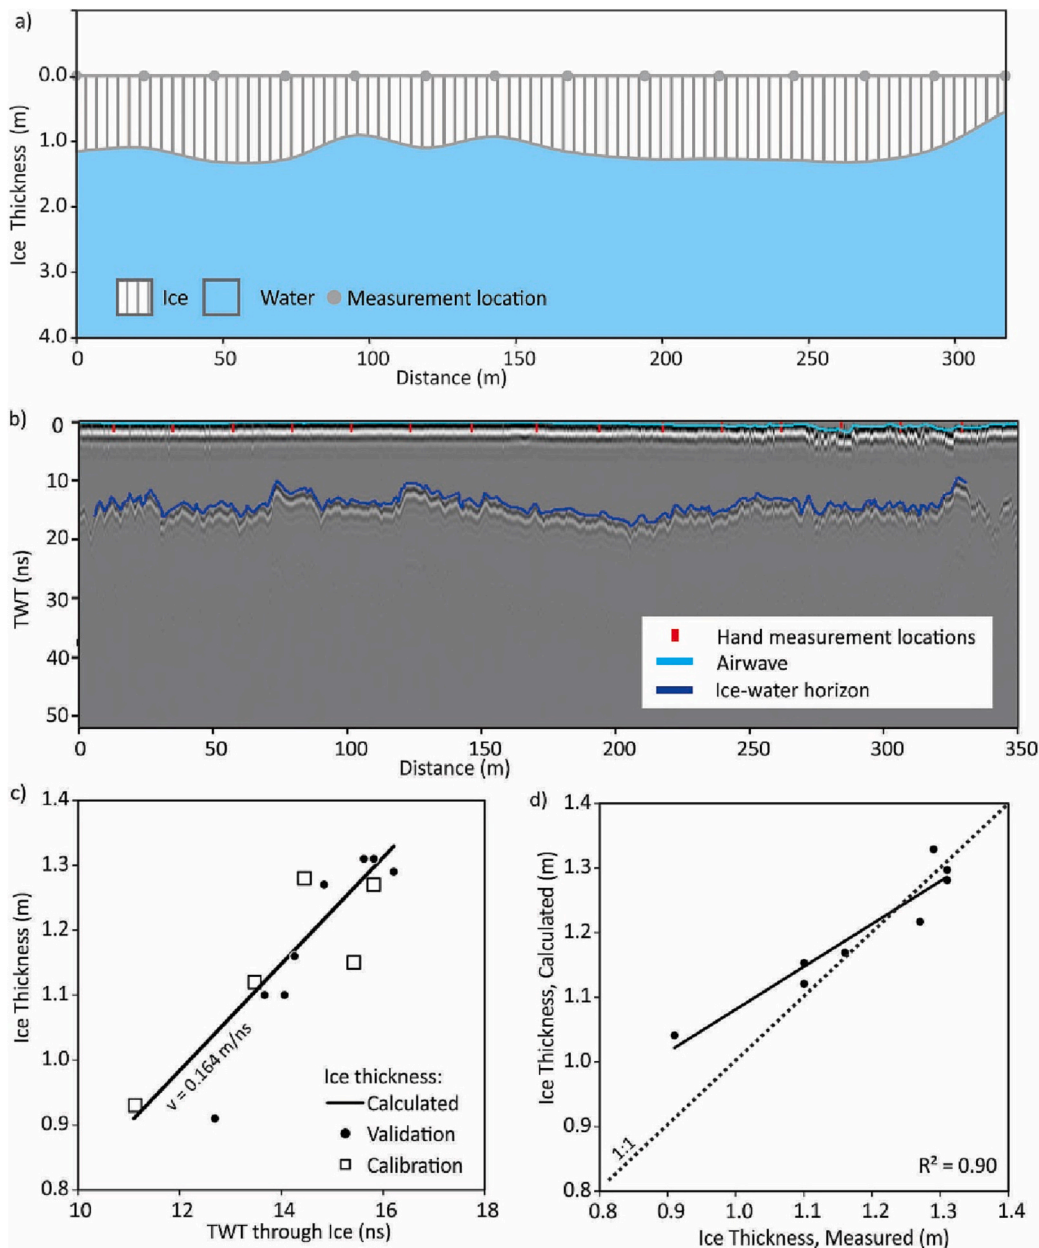 a)
Ice Thickness (m)
0.0
1.0
2.0
3.0
4.0
Ice
Water
Measurement location
0
50
100
150
200
250
300
Distance (m)
b)
TWT (ns)
0
10
20
30
40
50
Hand measurement locations
Airwave
Ice-water horizon
0
50
100
150
200
250
300
350
Distance (m)
c)
Ice Thickness (m)
1.4
1.3
1.2
1.1
1.0
0.9
0.8
v = 0.164 m/ns
Ice thickness:
Calculated
Validation
Calibration
10
12
14
16
18
TWT through Ice (ns)
d)
Ice Thickness, Calculated (m)
1.4
1.3
1.2
1.1
1.0
0.9
0.8
1:1
R² = 0.90
0.8
0.9
1.0
1.1
1.2
1.3
1.4
Ice Thickness, Measured (m)